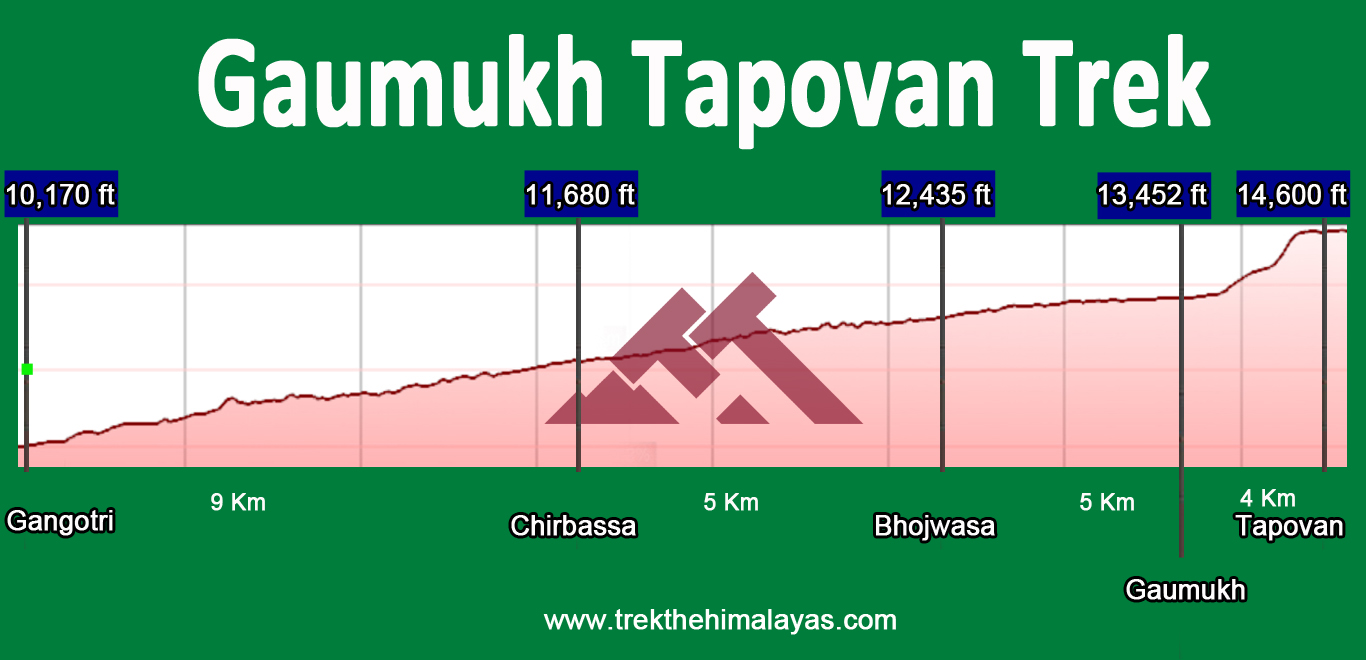 Gaumukh Tapovan Trek
10,170 ft
11,680 ft
12,435 ft
13,452 ft
14,600 ft
9 Km
5 Km
5 Km
4 Km
Gangotri
Chirbassa
Bhojwasa
Tapovan
Gaumukh
www.trekthehimalayas.com